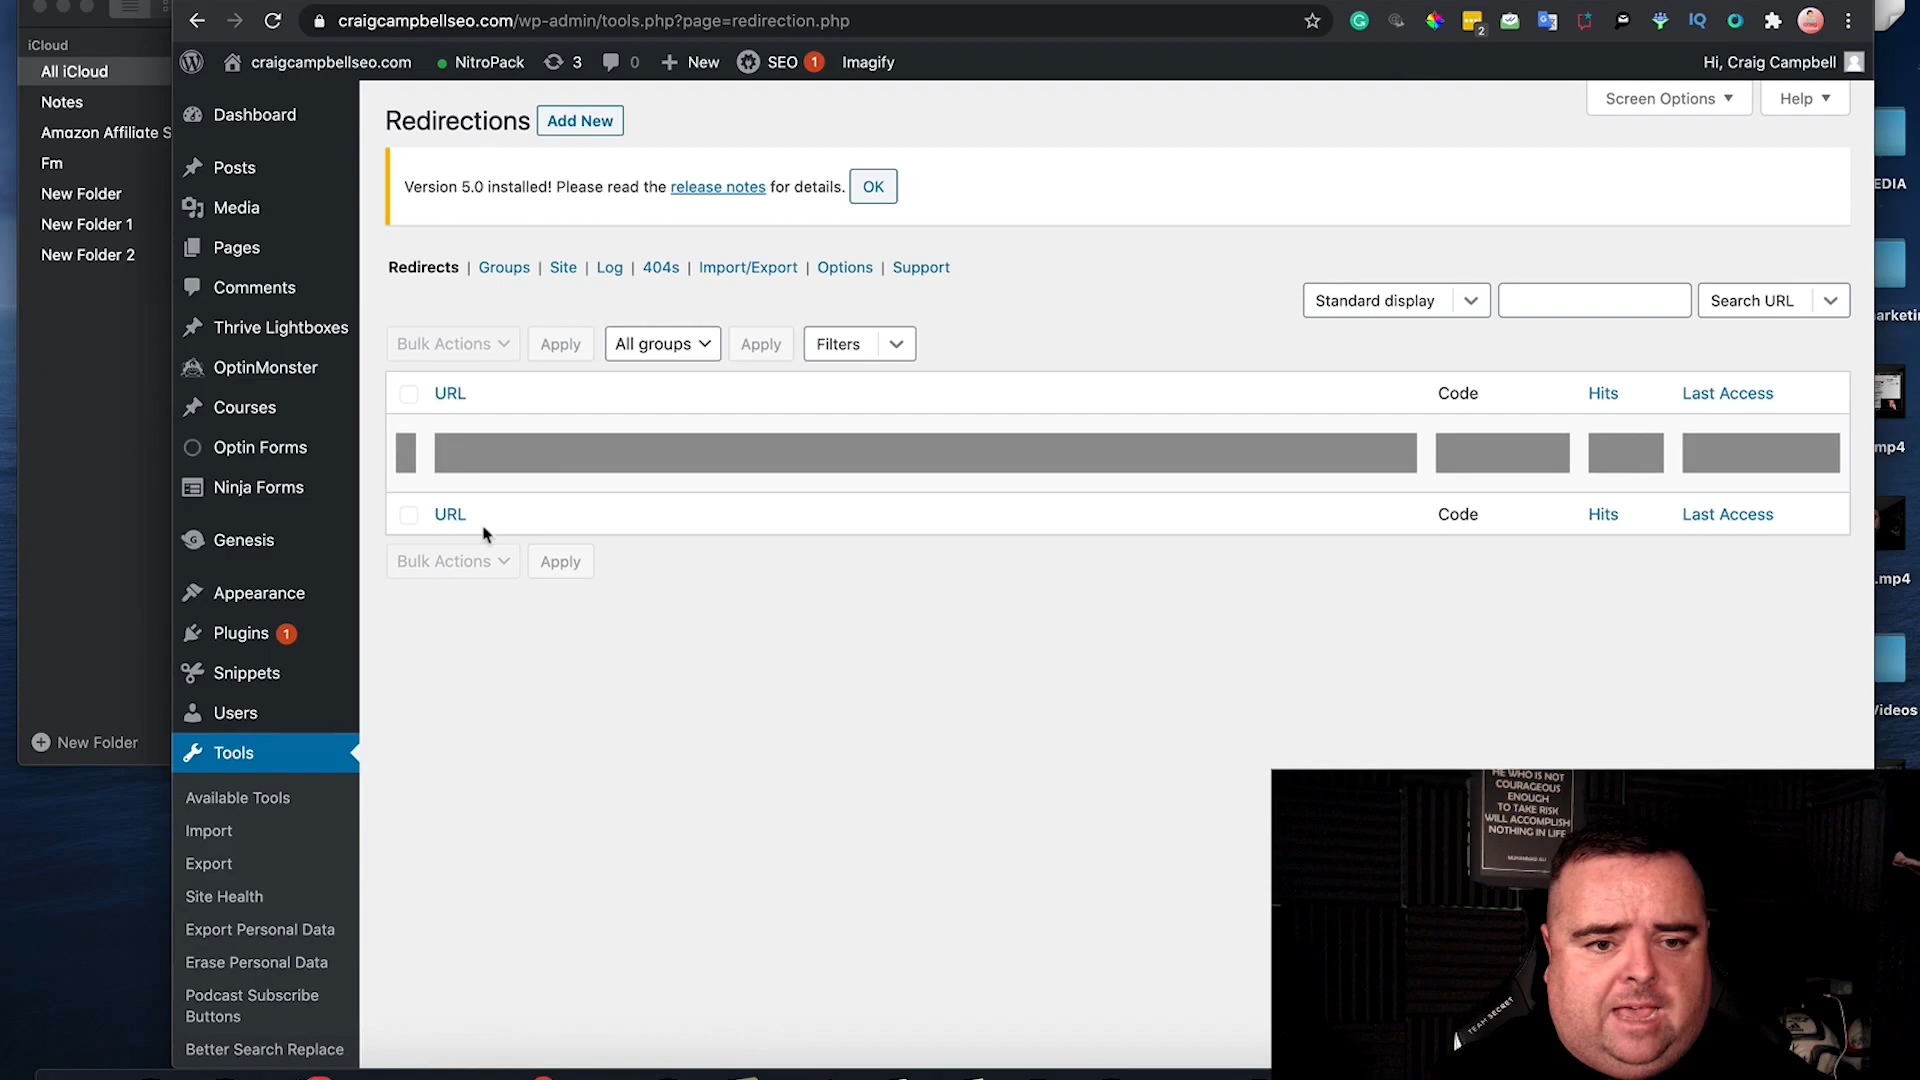 iCloud
All iCloud
Notes
Amazon Affiliate S
Fm
New Folder
New Folder 1
New Folder 2
New Folder
craigcampbellseo.com/wp-admin/tools.php?page=redirection.php
2
IQ
craigcampbellseo.com
NitroPack
3
0
New
SEO
1
Imagify
Hi, Craig Campbell
Dashboard
Posts
Media
Pages
Comments
Thrive Lightboxes
OptinMonster
Courses
Optin Forms
Ninja Forms
Genesis
Appearance
Plugins 1
Snippets
Users
Tools
Available Tools
Import
Export
Site Health
Export Personal Data
Erase Personal Data
Podcast Subscribe
Buttons
Better Search Replace
Screen Options
Help
Redirections
Add New
Version 5.0 installed! Please read the release notes for details.
OK
Redirects | Groups | Site | Log | 404s | Import/Export | Options | Support
Standard display
Search URL
Bulk Actions
Apply
All groups
Apply
Filters
URL
Code
Hits
Last Access
URL
Code
Hits
Last Access
Bulk Actions
Apply
EDIA
arketin
mp4
.mp4
Videos
HE WHO IS NOT
COURAGEOUS
ENOUGH
TO TAKE RISK
WILL ACCOMPLISH
NOTHING IN LIFE
MUHAMMAD ALI
TEAM SECRET